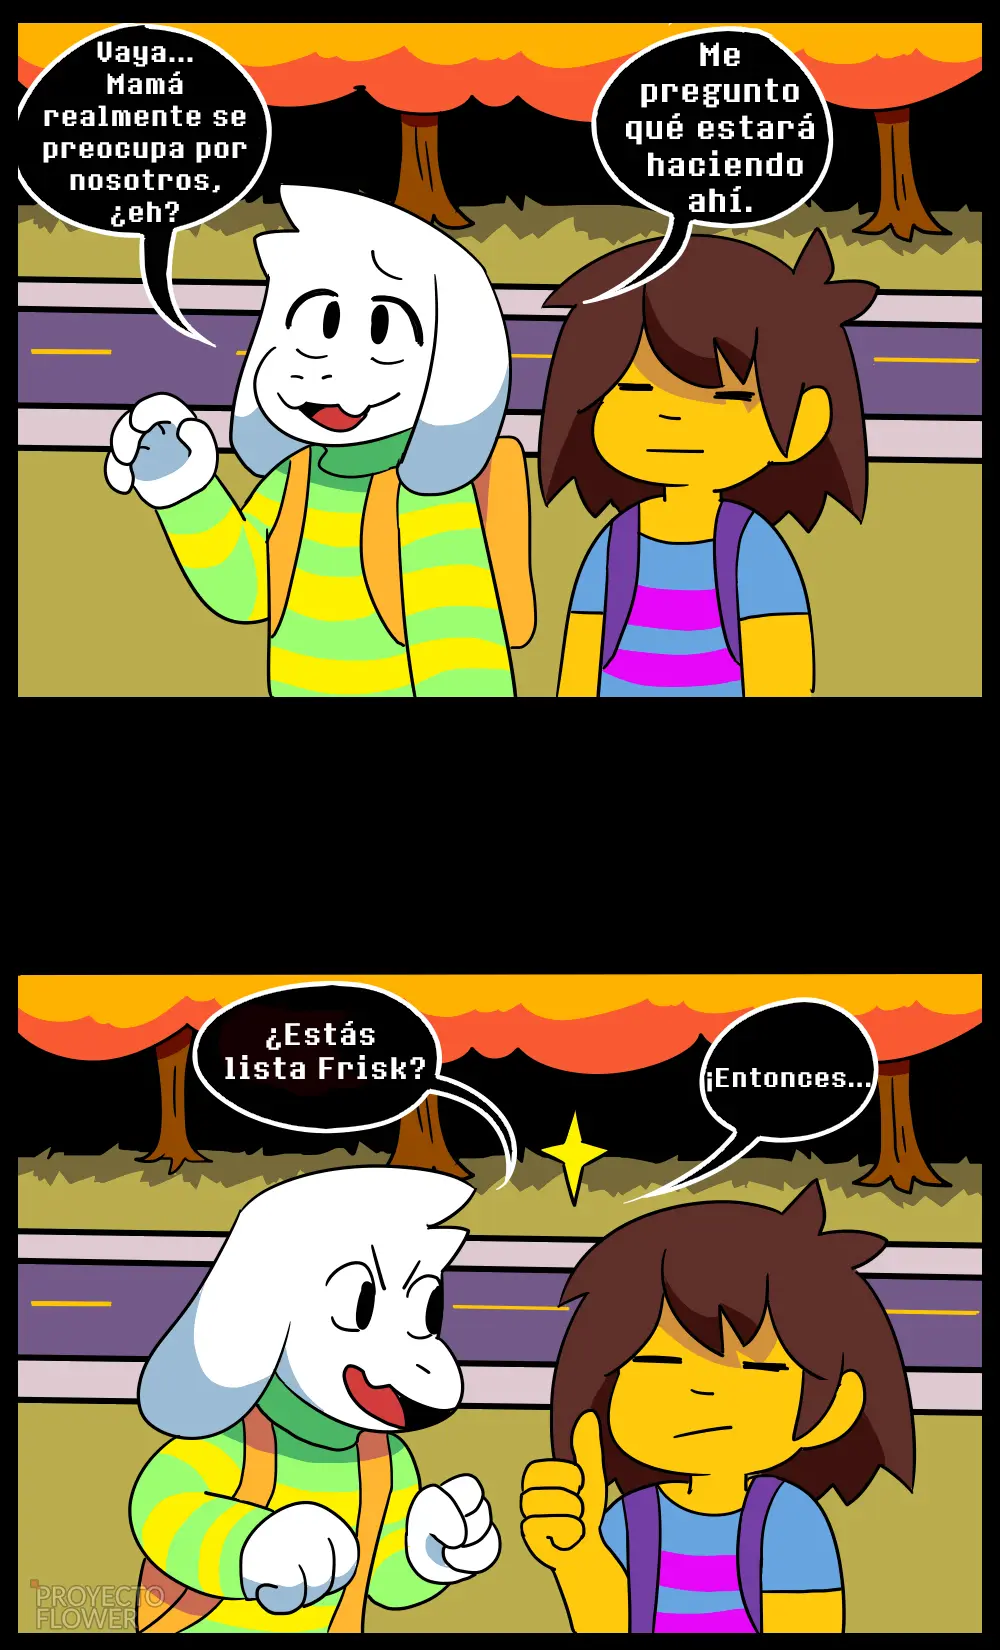 Vaya...
Mamá
realmente se
preocupa por
nosotros,
¿eh?
Me
pregunto
qué estará
haciendo
ahí.
¿Estás
lista Frisk?
¡Entonces...
PROYECTO
FLOWER